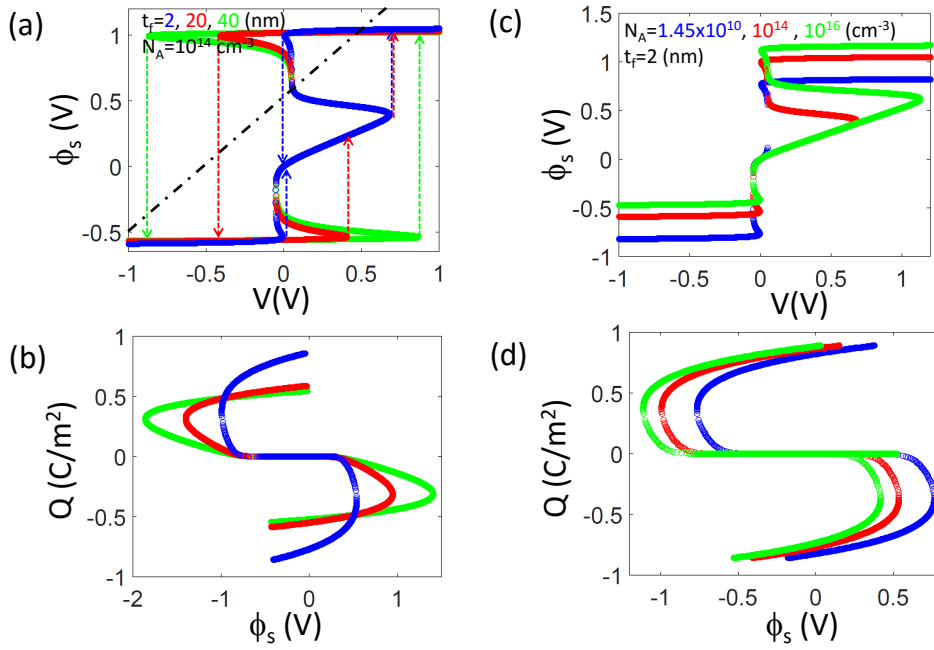 (a)
t_f=2, 20, 40 (nm)
N_A=10^14 cm^-3
ϕ_s (V)
1
0.5
0
-0.5
-1
-0.5
0
0.5
1
V(V)
(c)
N_A=1.45x10^10, 10^14 , 10^16 (cm^-3)
t_f=2 (nm)
ϕ_s (V)
1.5
1
0.5
0
-0.5
-1
-1
-0.5
0
0.5
1
V(V)
(b)
Q (C/m^2)
1
0.5
0
-0.5
-1
-2
-1
0
1
ϕ_s (V)
(d)
Q (C/m^2)
1
0.5
0
-0.5
-1
-1
-0.5
0
0.5
ϕ_s (V)